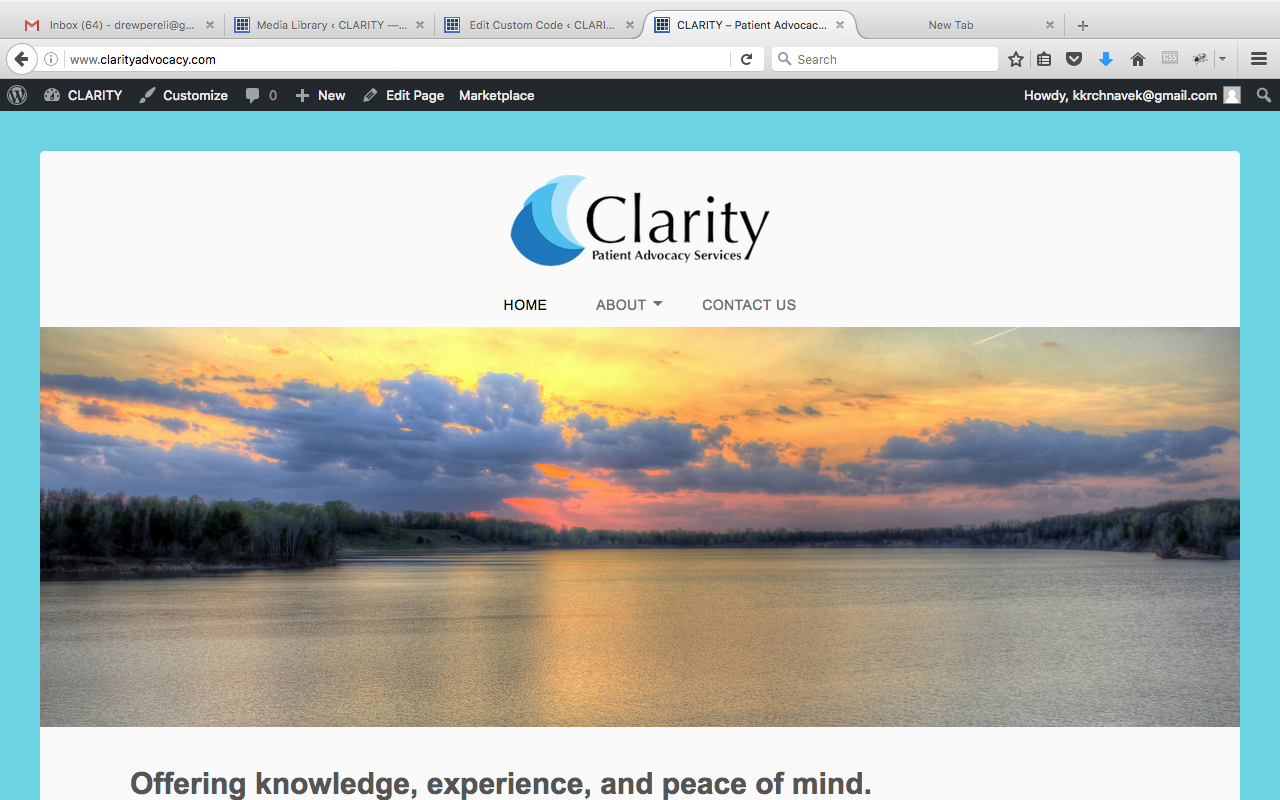 Inbox (64) - drewpereli@g...
Media Library ‹ CLARITY —...
Edit Custom Code ‹ CLARI...
CLARITY – Patient Advocac...
New Tab
www.clarityadvocacy.com
Search
CSS
CLARITY
Customize
0
New
Edit Page
Marketplace
Howdy, kkrchnavek@gmail.com
Clarity
Patient Advocacy Services
HOME
ABOUT
CONTACT US
Offering knowledge, experience, and peace of mind.